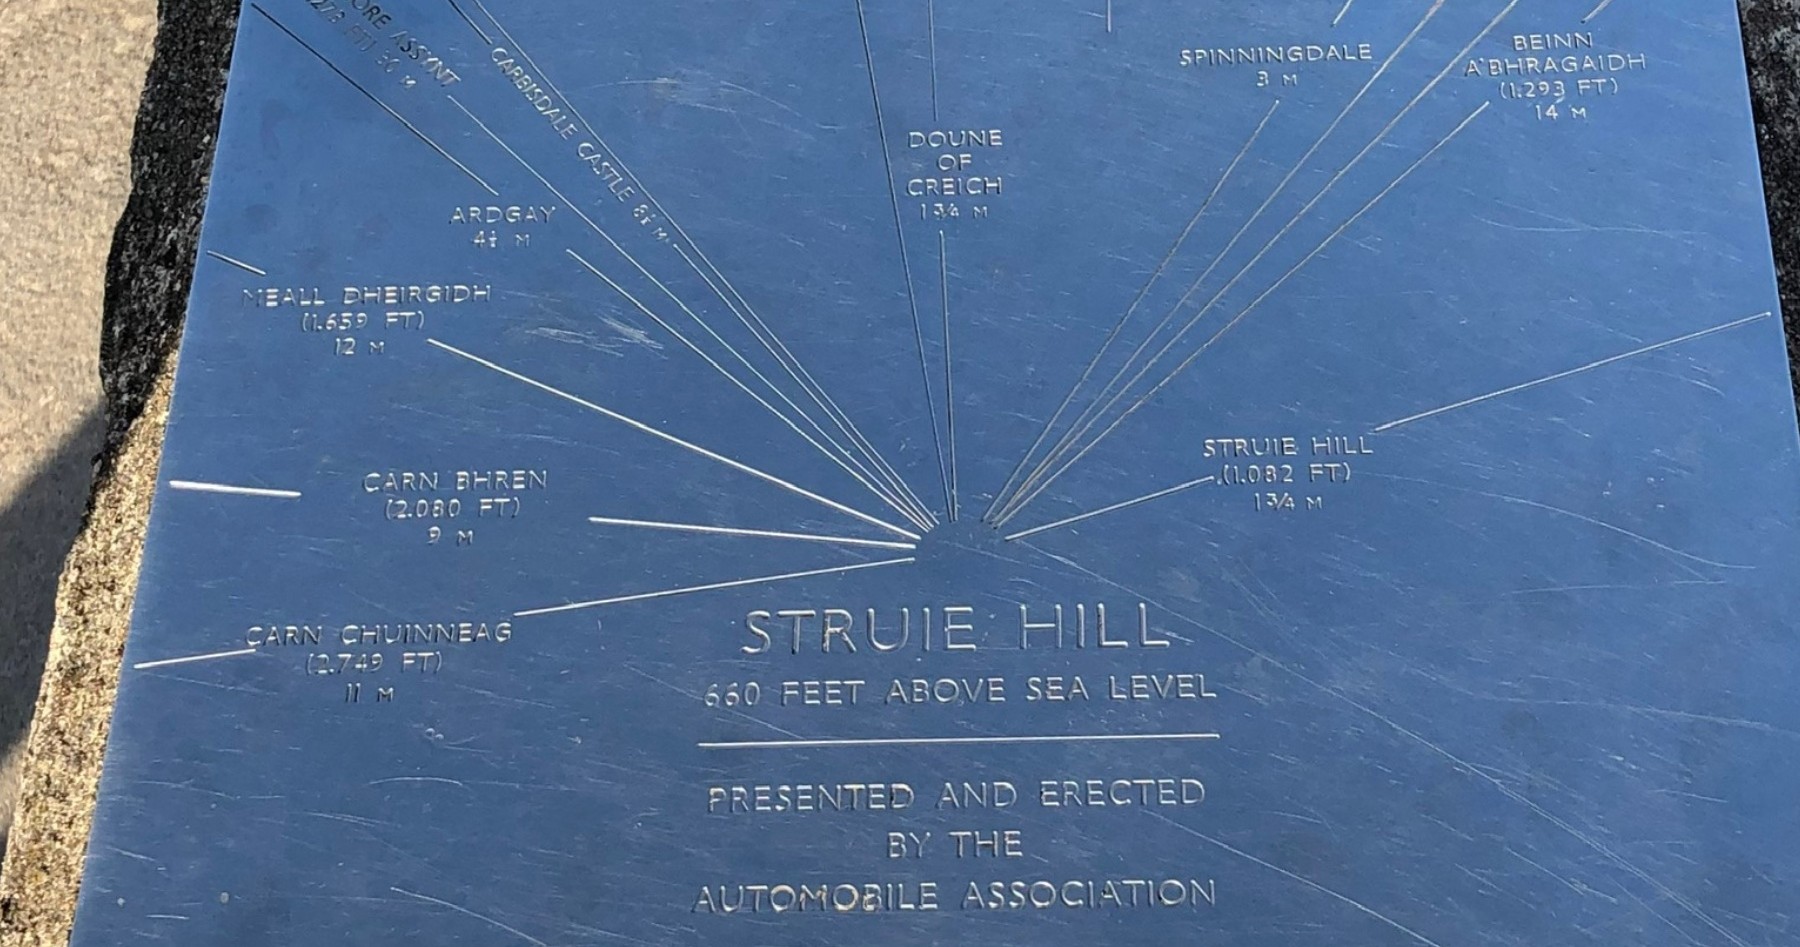 ORE ASSYNT
CARBISDALE CASTLE
SPINNINGDALE
3 M
BEINN
A'BHRAGAIDH
(1.293 FT)
14 M
DOUNE
OF
CREICH
1¾ M
ARDGAY
4½ M
MEALL DHEIRGIDH
(1.659 FT)
12 M
CARN BHREN
(2.080 FT)
9 M
STRUIE HILL
(1.082 FT)
1¾ M
CARN CHUINNEAG
(2.749 FT)
11 M
STRUIE HILL
660 FEET ABOVE SEA LEVEL
PRESENTED AND ERECTED
BY THE
AUTOMOBILE ASSOCIATION